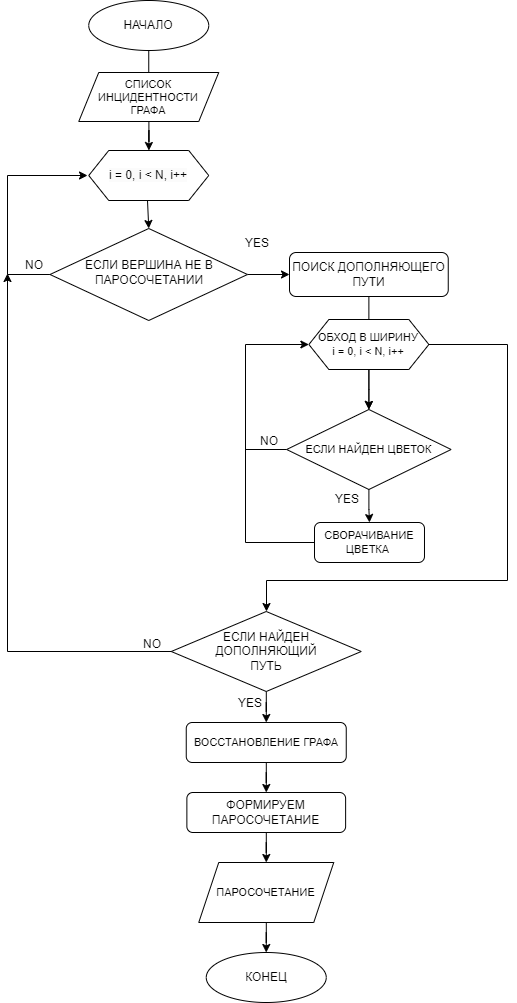 НАЧАЛО
СПИСОК
ИНЦИДЕНТНОСТИ
ГРАФА
i = 0, i < N, i++
YES
NO
ЕСЛИ ВЕРШИНА НЕ В
ПАРОСОЧЕТАНИИ
ПОИСК ДОПОЛНЯЮЩЕГО
ПУТИ
ОБХОД В ШИРИНУ
i = 0, i < N, i++
NO
ЕСЛИ НАЙДЕН ЦВЕТОК
YES
СВОРАЧИВАНИЕ
ЦВЕТКА
NO
ЕСЛИ НАЙДЕН
ДОПОЛНЯЮЩИЙ
ПУТЬ
YES
ВОССТАНОВЛЕНИЕ ГРАФА
ФОРМИРУЕМ
ПАРОСОЧЕТАНИЕ
ПАРОСОЧЕТАНИЕ
КОНЕЦ